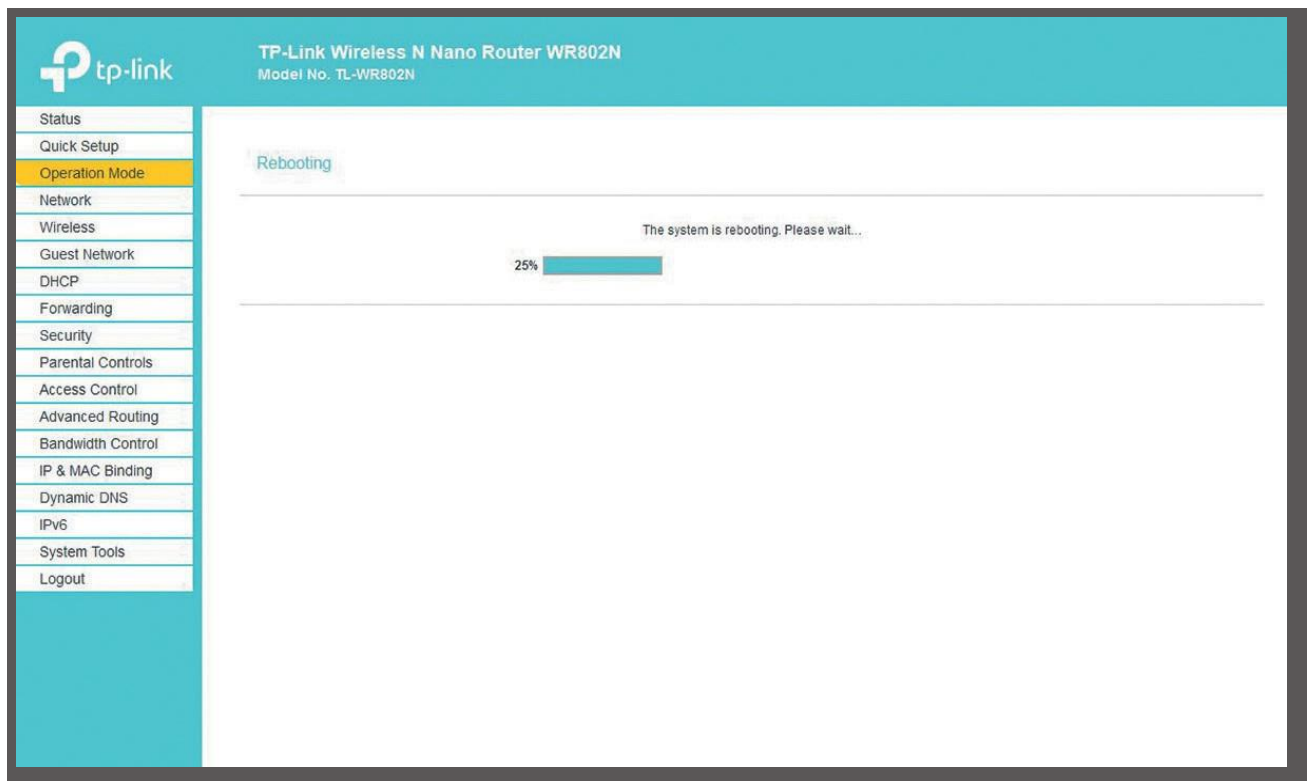 tp-link
TP-Link Wireless N Nano Router WR802N
Model No. TL-WR802N
Status
Quick Setup
Operation Mode
Network
Wireless
Guest Network
DHCP
Forwarding
Security
Parental Controls
Access Control
Advanced Routing
Bandwidth Control
IP & MAC Binding
Dynamic DNS
IPv6
System Tools
Logout
Rebooting
The system is rebooting. Please wait...
25%